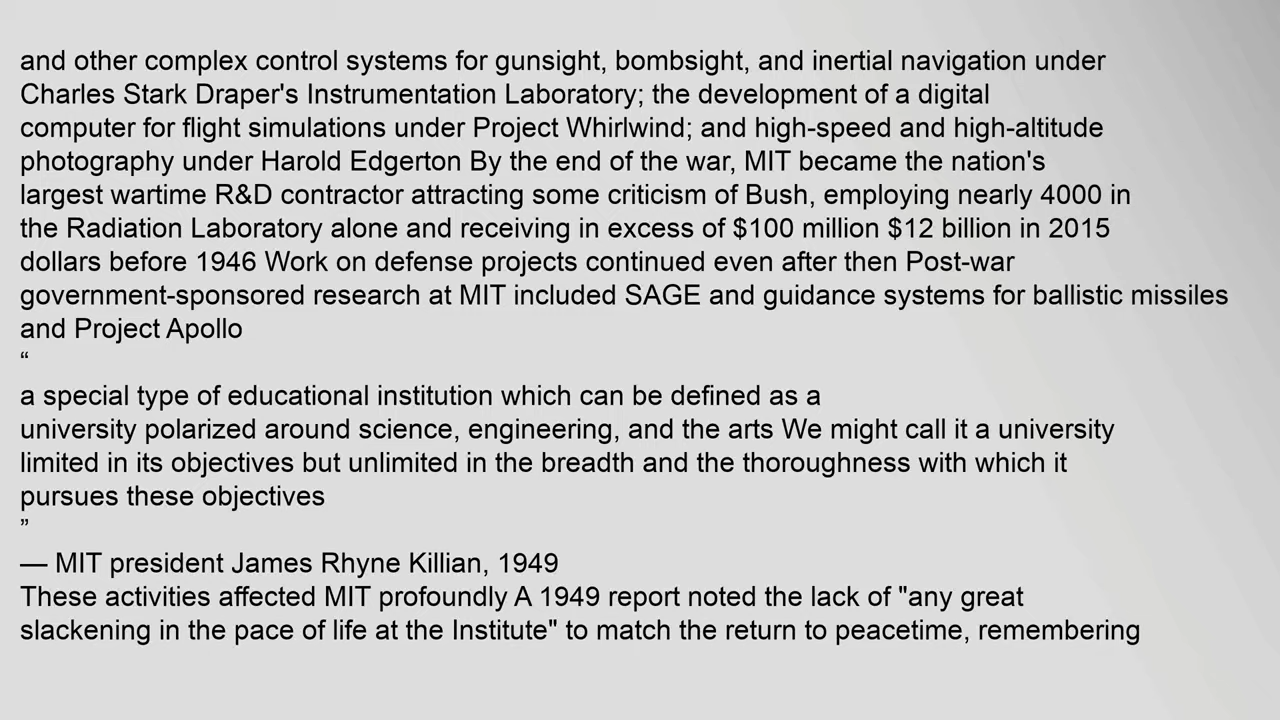 and other complex control systems for gunsight, bombsight, and inertial navigation under
Charles Stark Draper's Instrumentation Laboratory; the development of a digital
computer for flight simulations under Project Whirlwind; and high-speed and high-altitude
photography under Harold Edgerton By the end of the war, MIT became the nation's
largest wartime R&D contractor attracting some criticism of Bush, employing nearly 4000 in
the Radiation Laboratory alone and receiving in excess of $100 million $12 billion in 2015
dollars before 1946 Work on defense projects continued even after then Post-war
government-sponsored research at MIT included SAGE and guidance systems for ballistic missiles
and Project Apollo
“
a special type of educational institution which can be defined as a
university polarized around science, engineering, and the arts We might call it a university
limited in its objectives but unlimited in the breadth and the thoroughness with which it
pursues these objectives
”
— MIT president James Rhyne Killian, 1949
These activities affected MIT profoundly A 1949 report noted the lack of "any great
slackening in the pace of life at the Institute" to match the return to peacetime, remembering